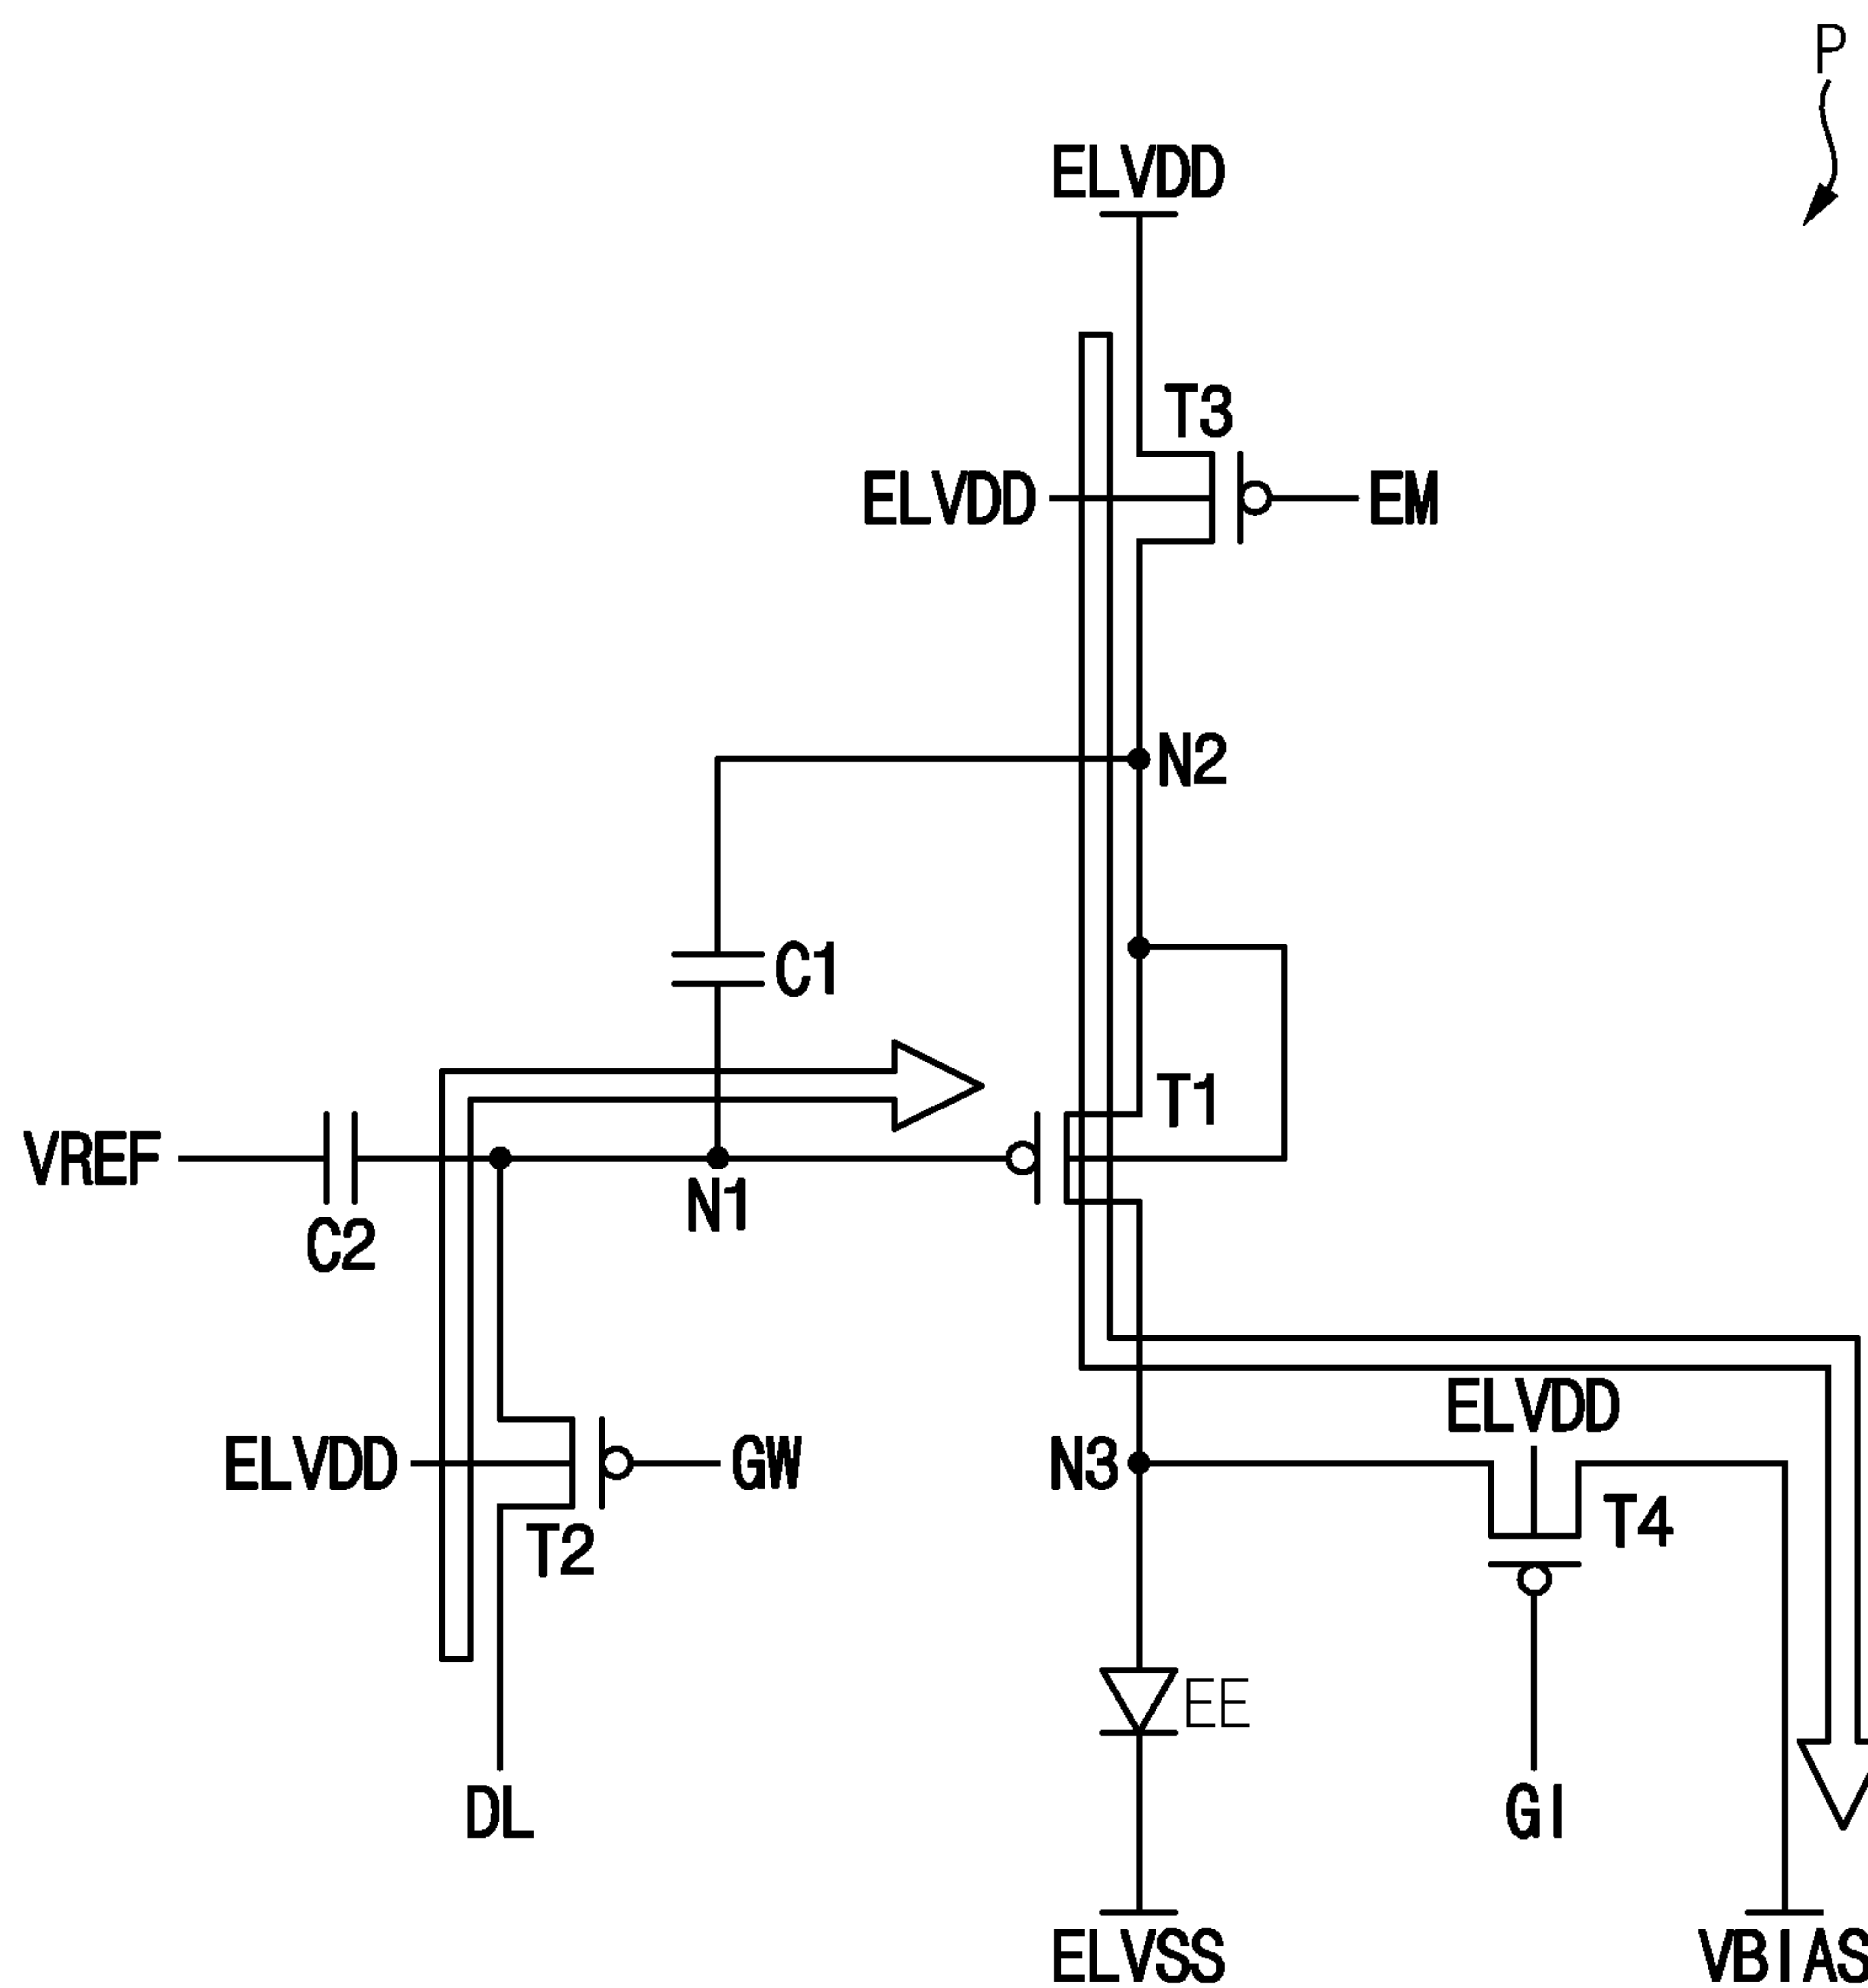 P
ELVDD
T3
ELVDD
EM
N2
C1
T1
VREF
N1
C2
ELVDD
ELVDD
GW
N3
T4
T2
EE
DL
GI
ELVSS
VBIAS